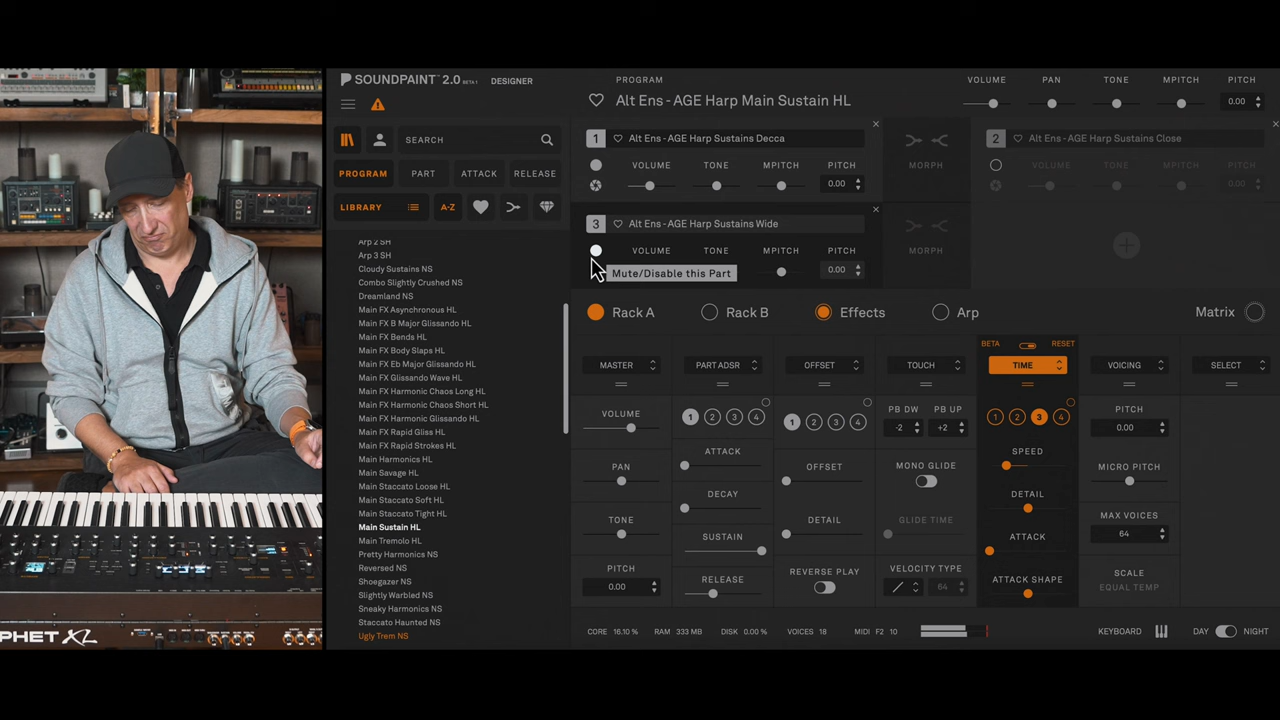 SOUNDPAINT™ 2.0 BETA 1 DESIGNER
PROGRAM
VOLUME PAN TONE MPITCH PITCH
Alt Ens - AGE Harp Main Sustain HL
0.00
SEARCH
PROGRAM PART ATTACK RELEASE
LIBRARY A-Z
1 Alt Ens - AGE Harp Sustains Decca
VOLUME TONE MPITCH PITCH
0.00
MORPH
2 Alt Ens - AGE Harp Sustains Close
VOLUME TONE MPITCH PITCH
0.00
3 Alt Ens - AGE Harp Sustains Wide
VOLUME TONE MPITCH PITCH
Mute/Disable this Part
0.00
MORPH
Arp 2 SH
Arp 3 SH
Cloudy Sustains NS
Combo Slightly Crushed NS
Dreamland NS
Main FX Asynchronous HL
Main FX B Major Glissando HL
Main FX Bends HL
Main FX Body Slaps HL
Main FX Eb Major Glissando HL
Main FX Glissando Wave HL
Main FX Harmonic Chaos Long HL
Main FX Harmonic Chaos Short HL
Main FX Harmonic Glissando HL
Main FX Rapid Gliss HL
Main FX Rapid Strokes HL
Main Harmonics HL
Main Savage HL
Main Staccato Loose HL
Main Staccato Soft HL
Main Staccato Tight HL
Main Sustain HL
Main Tremolo HL
Pretty Harmonics NS
Reversed NS
Shoegazer NS
Slightly Warbled NS
Sneaky Harmonics NS
Staccato Haunted NS
Ugly Trem NS
Rack A Rack B Effects Arp Matrix
BETA RESET
MASTER PART ADSR OFFSET TOUCH TIME VOICING SELECT
VOLUME
PAN
TONE
PITCH
0.00
1 2 3 4
ATTACK
DECAY
SUSTAIN
RELEASE
1 2 3 4
OFFSET
DETAIL
REVERSE PLAY
PB DW PB UP
-2 +2
MONO GLIDE
GLIDE TIME
VELOCITY TYPE
64
1 2 3 4
SPEED
DETAIL
ATTACK
ATTACK SHAPE
PITCH
0.00
MICRO PITCH
MAX VOICES
64
SCALE
EQUAL TEMP
CORE 16.10 % RAM 333 MB DISK 0.00 % VOICES 18 MIDI F2 10 KEYBOARD DAY NIGHT
PHET XL